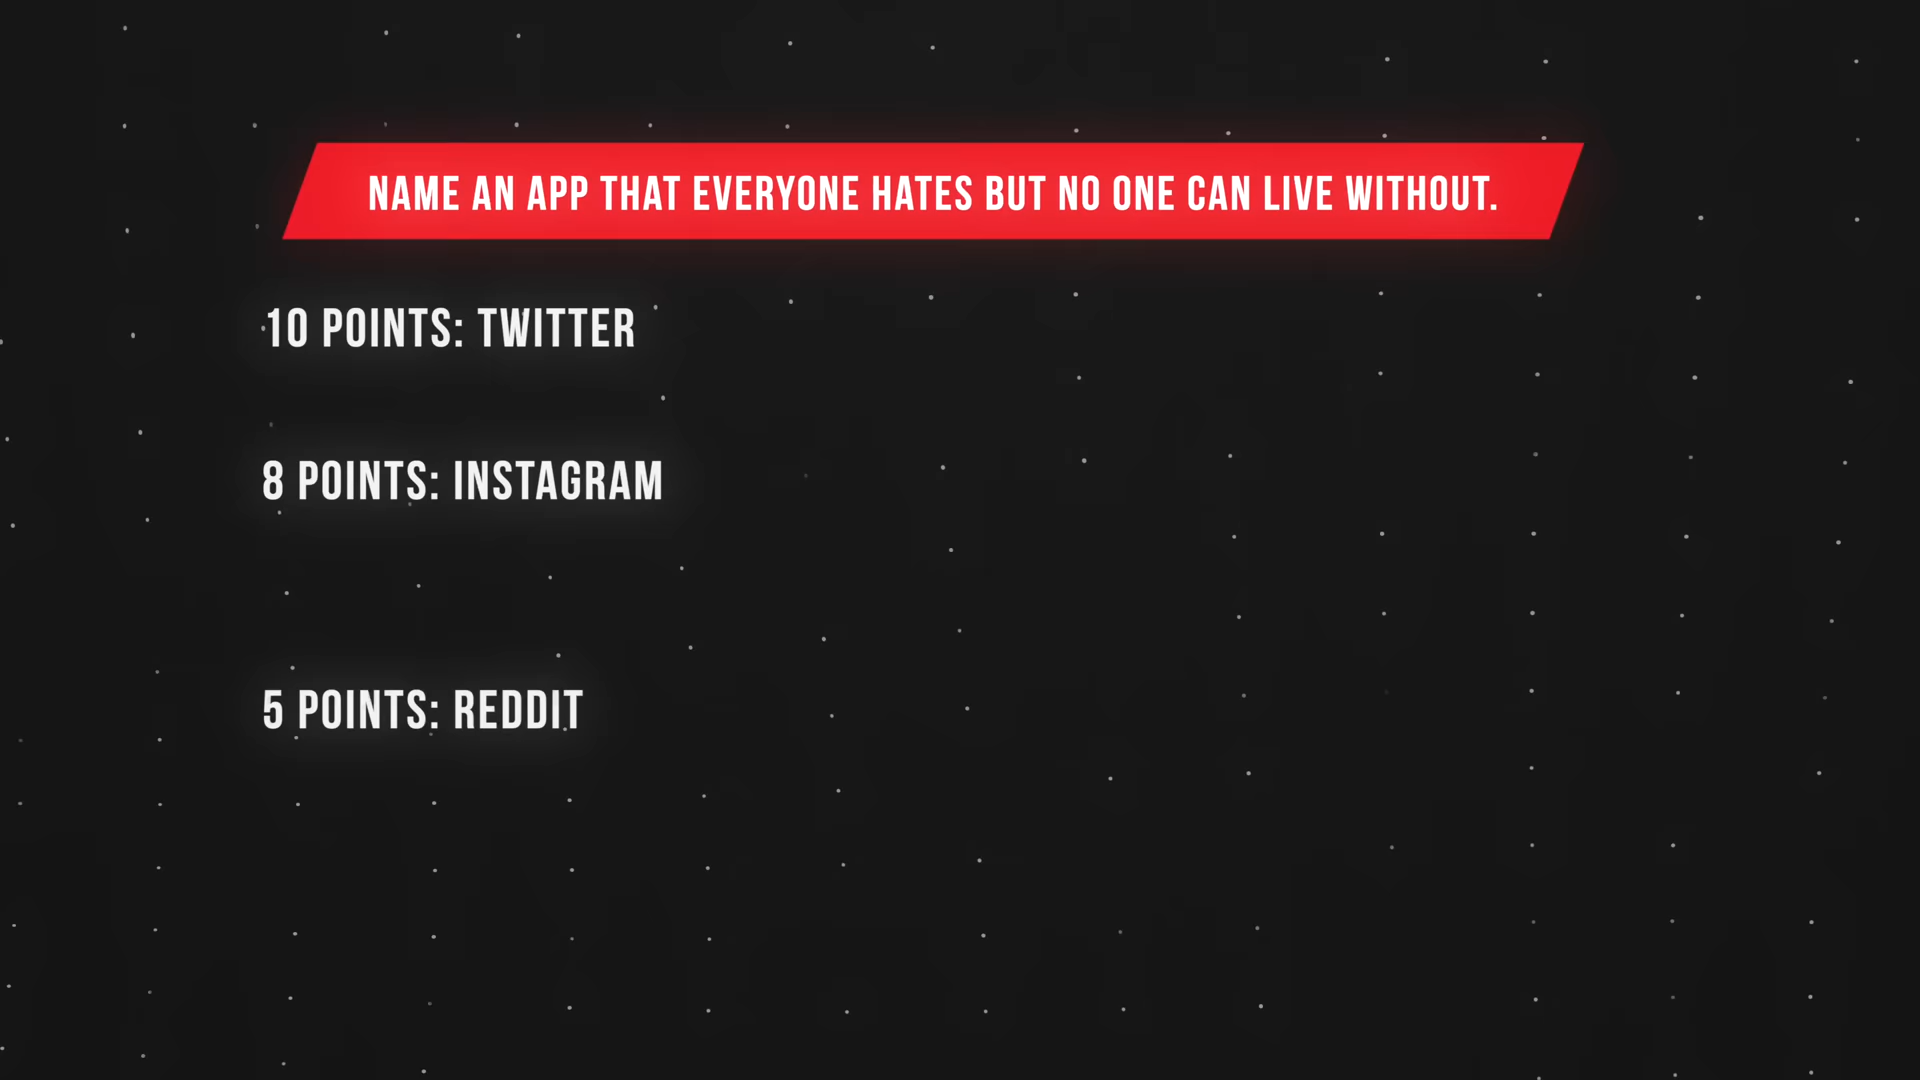 NAME AN APP THAT EVERYONE HATES BUT NO ONE CAN LIVE WITHOUT.
10 POINTS: TWITTER
8 POINTS: INSTAGRAM
5 POINTS: REDDIT